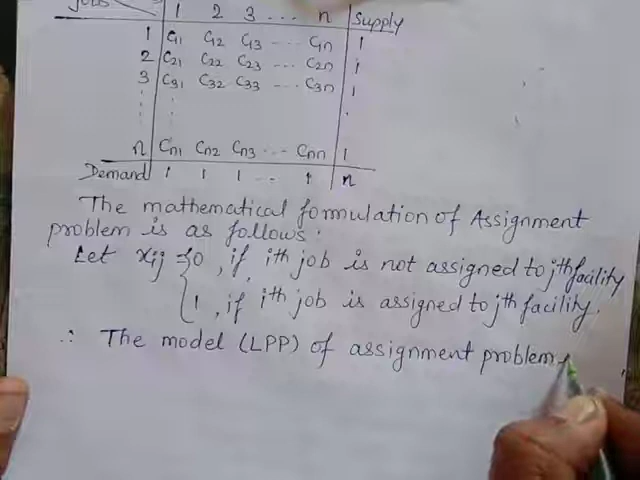 Jobs 1 2 3 .... n Supply
1 C11 C12 C13 ---- C1n 1
2 C21 C22 C23 ---- C2n 1
3 C31 C32 C33 ---- C3n 1
n Cn1 Cn2 Cn3 --- Cnn 1
Demand 1 1 1 ... 1 n
The mathematical formulation of Assignment
problem is as follows:
Let xij = { 0 , if ith job is not assigned to jth facility
1 , if ith job is assigned to jth facility.
∴ The model (LPP) of assignment problem